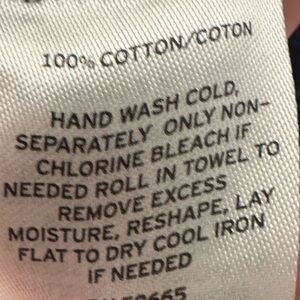 100% COTTON/COTON
HAND WASH COLD,
SEPARATELY ONLY NON-
CHLORINE BLEACH IF
NEEDED ROLL IN TOWEL TO
REMOVE EXCESS
MOISTURE, RESHAPE, LAY
FLAT TO DRY COOL IRON
IF NEEDED